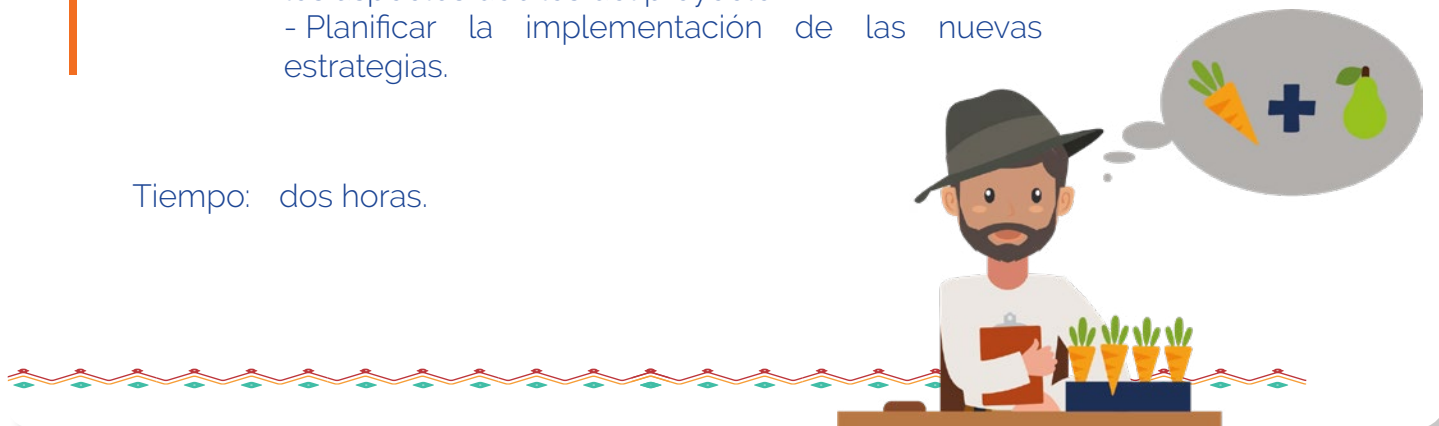 - Planificar la implementación de las nuevas
estrategias.
Tiempo: dos horas.